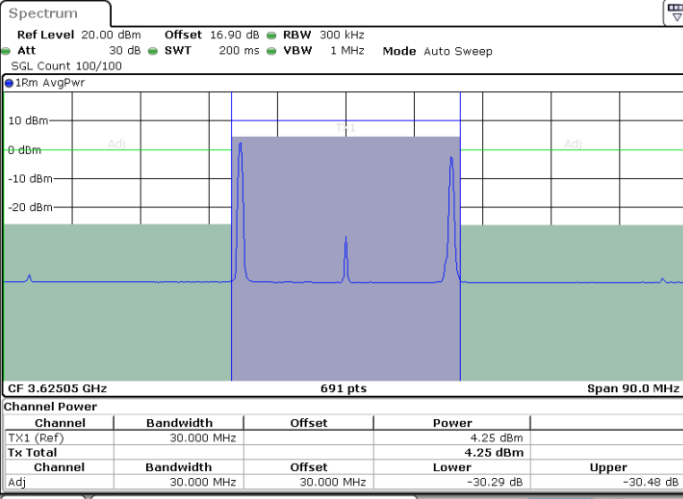 Spectrum
Ref Level 20.00 dBm Offset 16.90 dB RBW 300 kHz
Att 30 dB SWT 200 ms VBW 1 MHz Mode Auto Sweep
SGL Count 100/100
1Rm AvgPwr
10 dBm
TX1
Adj 0 dBm Adj
-10 dBm
-20 dBm
CF 3.62505 GHz 691 pts Span 90.0 MHz
Channel Power
Channel Bandwidth Offset Power
TX1 (Ref) 30.000 MHz 4.25 dBm
Tx Total 4.25 dBm
Channel Bandwidth Offset Lower Upper
Adj 30.000 MHz 30.000 MHz -30.29 dB -30.48 dB